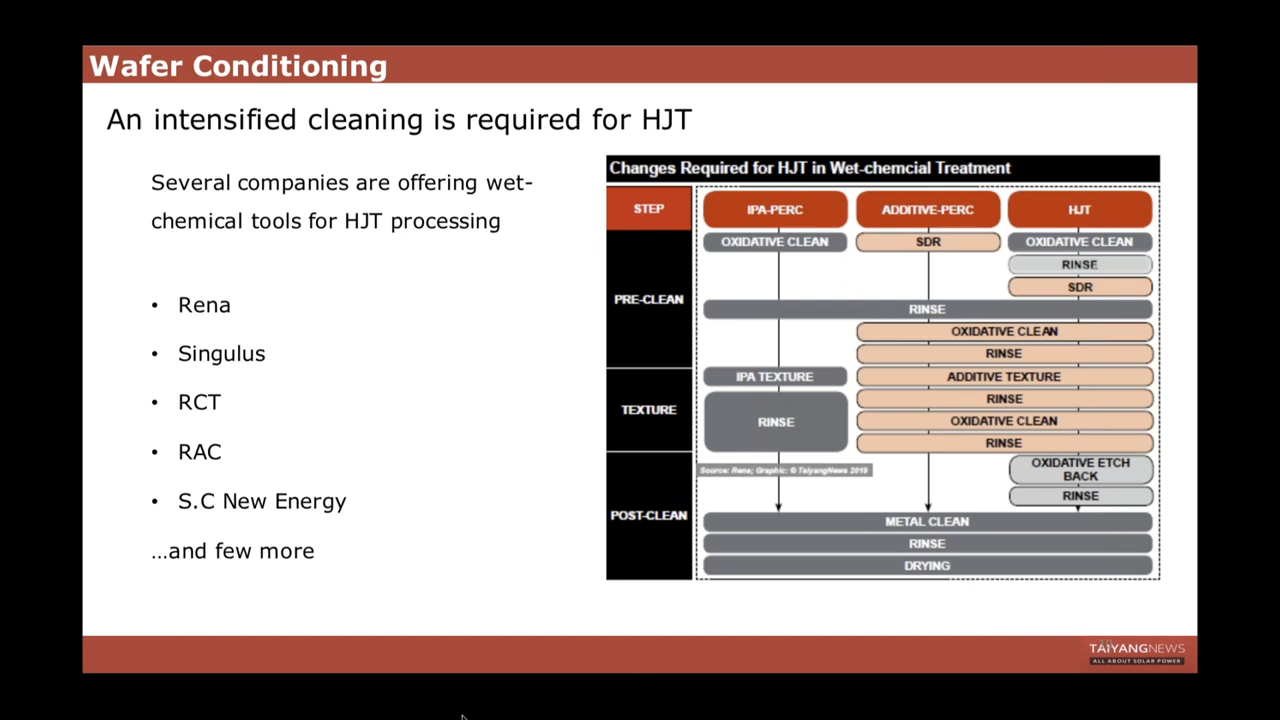 Wafer Conditioning
An intensified cleaning is required for HJT
Several companies are offering wet-
chemical tools for HJT processing
• Rena
• Singulus
• RCT
• RAC
• S.C New Energy
...and few more
Changes Required for HJT in Wet-chemcial Treatment
STEP
IPA-PERC
ADDITIVE-PERC
HJT
PRE-CLEAN
OXIDATIVE CLEAN
SDR
OXIDATIVE CLEAN
RINSE
SDR
RINSE
OXIDATIVE CLEAN
RINSE
TEXTURE
IPA TEXTURE
ADDITIVE TEXTURE
RINSE
RINSE
OXIDATIVE CLEAN
RINSE
POST-CLEAN
Source: Rena; Graphic: © TaiyangNews 2019
OXIDATIVE ETCH
BACK
RINSE
METAL CLEAN
RINSE
DRYING
TAIYANGNEWS
ALL ABOUT SOLAR POWER